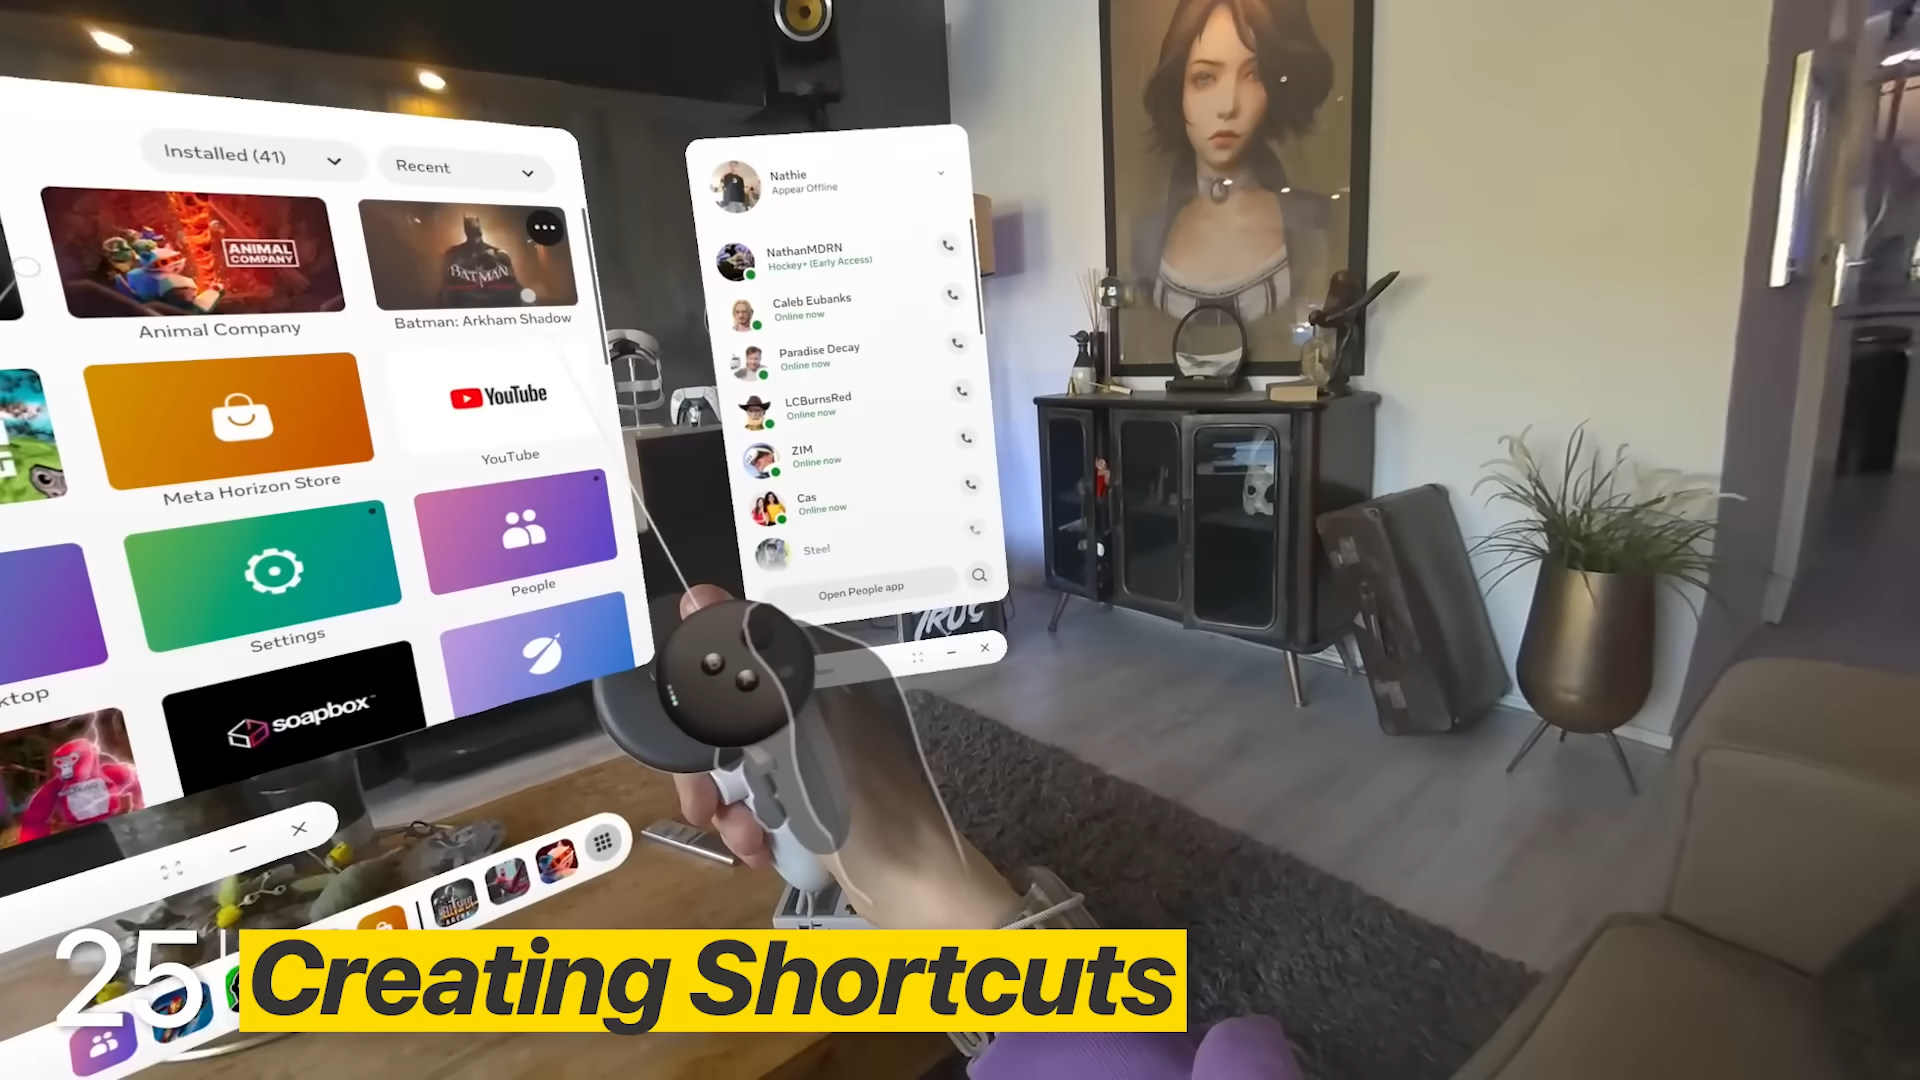 Installed (41)
Recent
ANIMAL
COMPANY
Animal Company
BATMAN
Batman: Arkham Shadow
Meta Horizon Store
YouTube
YouTube
Settings
People
ktop
soapbox
Nathie
Appear Offline
NathanMDRN
Hockey+ (Early Access)
Caleb Eubanks
Online now
Paradise Decay
Online now
LCBurnsRed
Online now
ZIM
Online now
Cas
Online now
Steel
Open People app
25
Creating Shortcuts